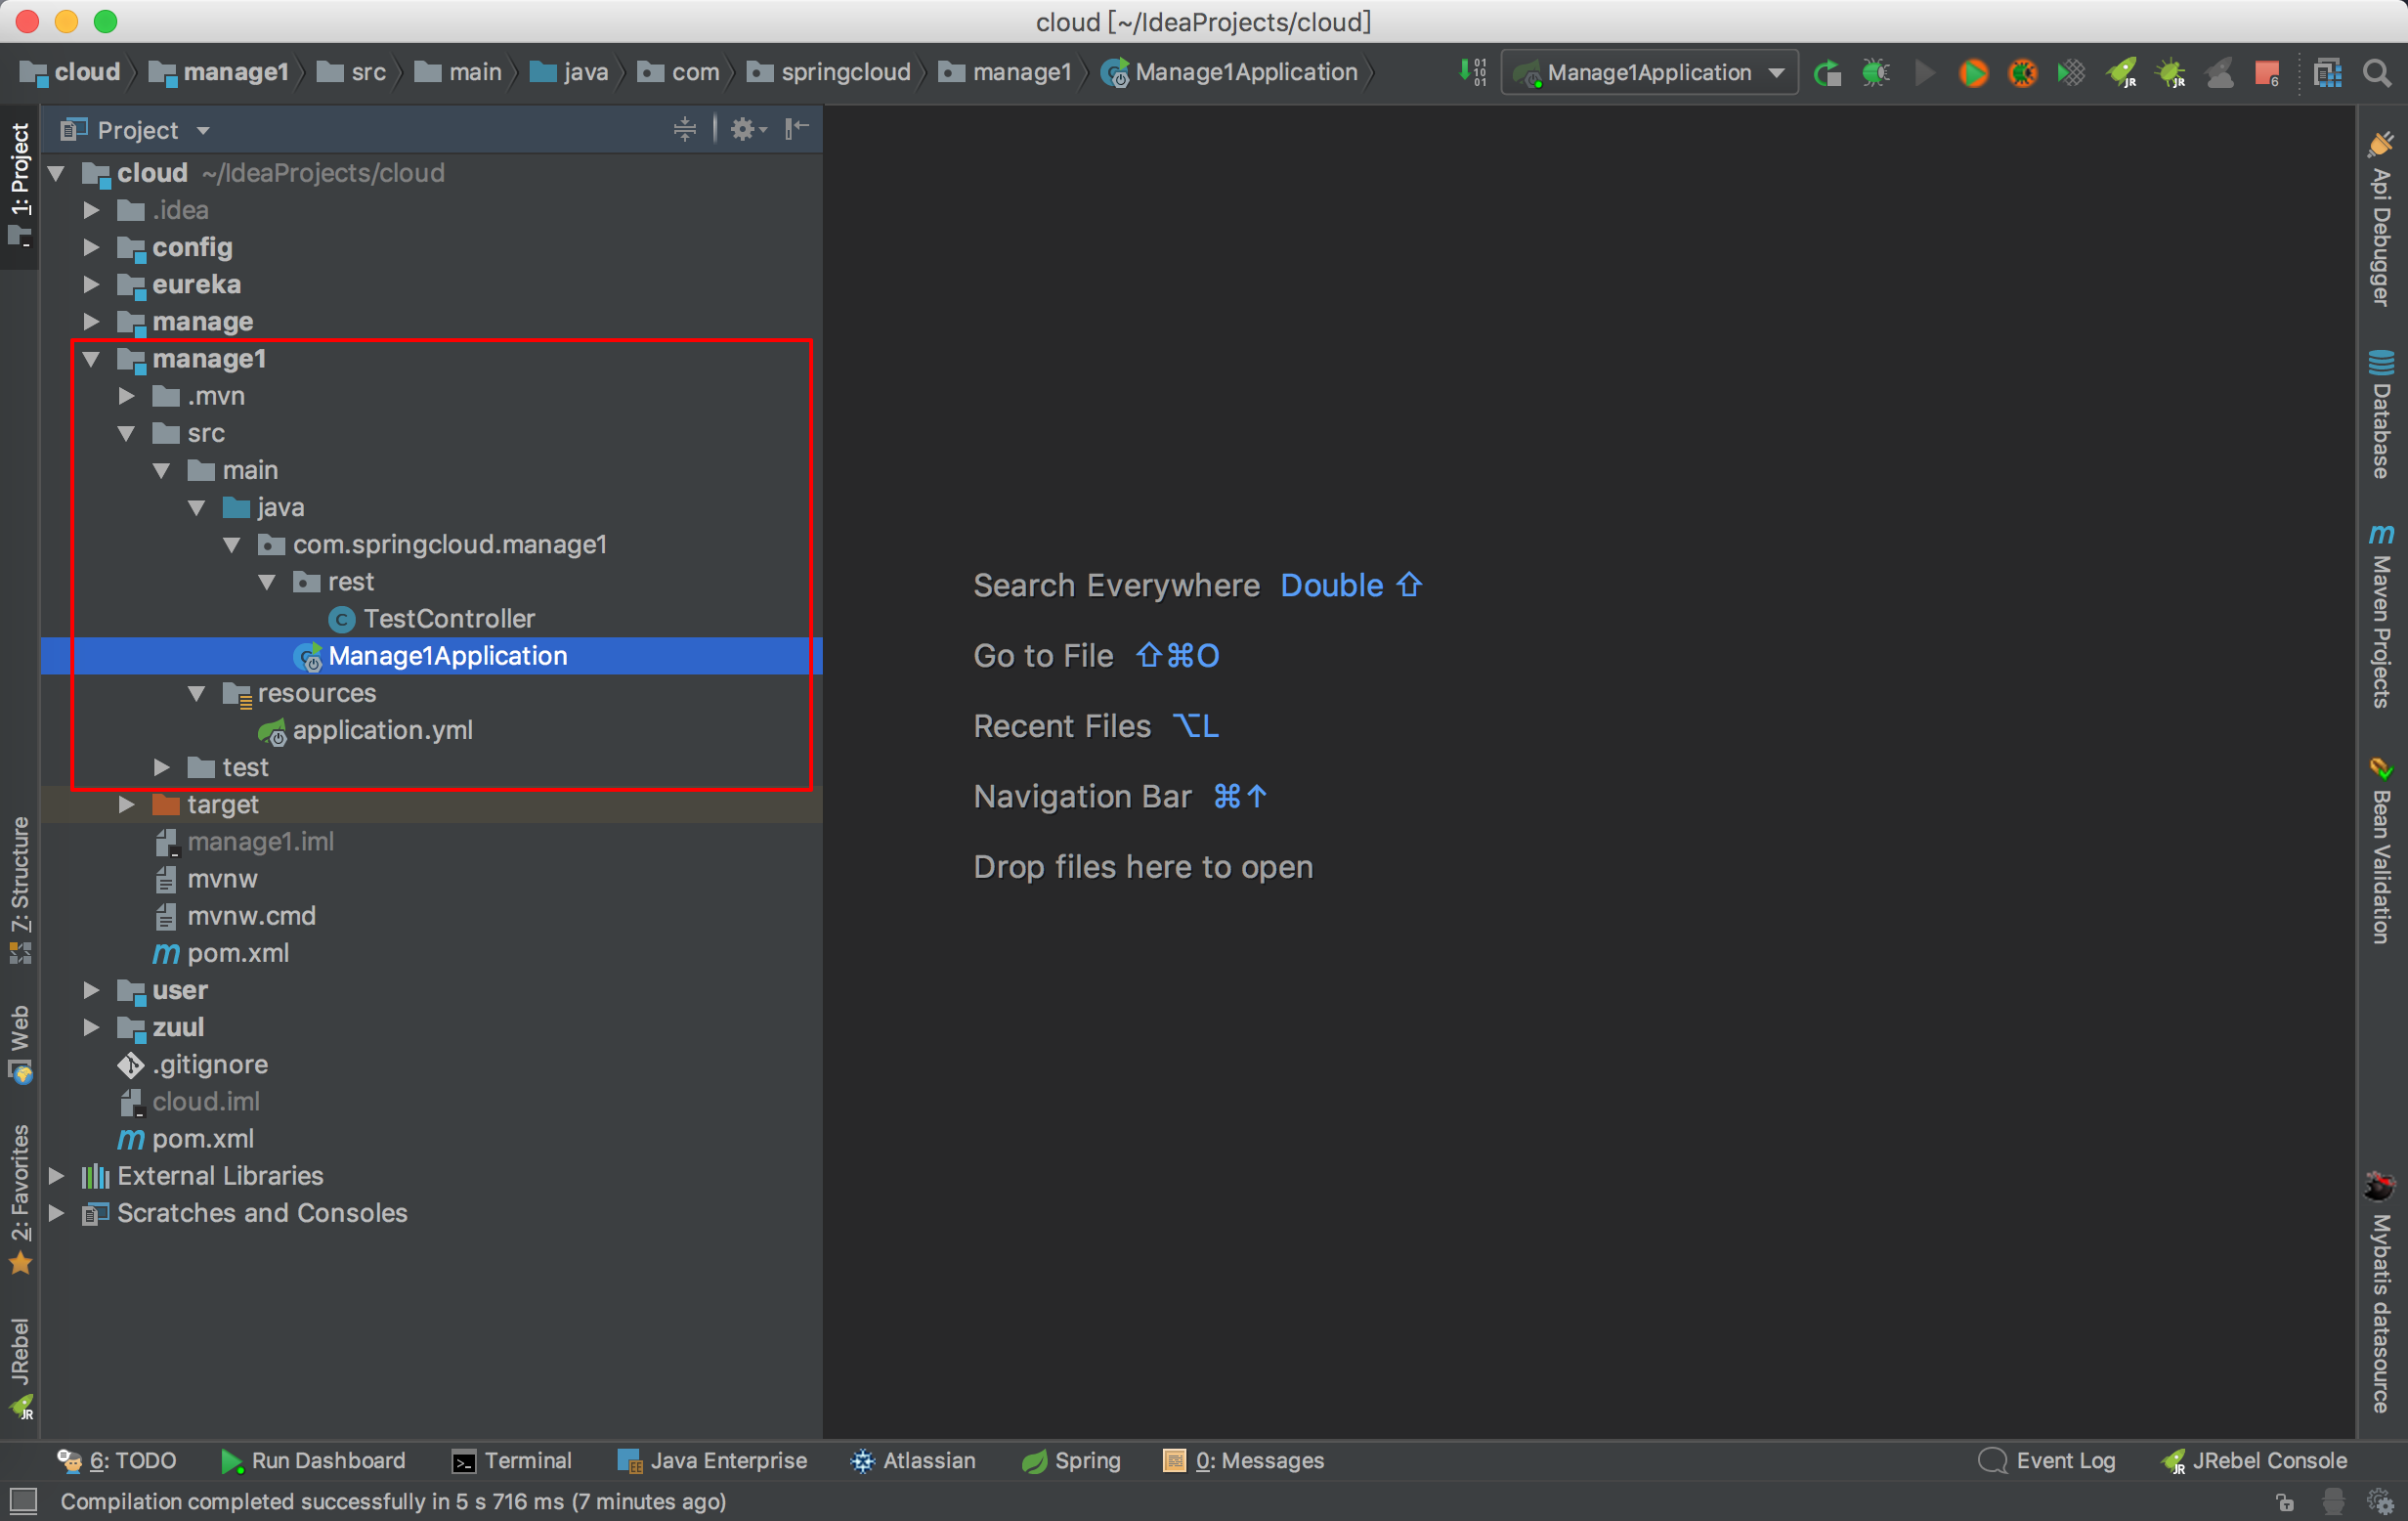 cloud [~/IdeaProjects/cloud]
cloud manage1 src main java com springcloud manage1 Manage1Application
Manage1Application
6
Project
cloud ~/IdeaProjects/cloud
.idea
config
eureka
manage
manage1
.mvn
src
main
java
com.springcloud.manage1
rest
TestController
Manage1Application
resources
application.yml
test
target
manage1.iml
mvnw
mvnw.cmd
pom.xml
user
zuul
.gitignore
cloud.iml
pom.xml
External Libraries
Scratches and Consoles
1: Project
7: Structure
Web
2: Favorites
JRebel
Search Everywhere Double ⇧
Go to File ⇧⌘O
Recent Files ⌥L
Navigation Bar ⌘↑
Drop files here to open
Api Debugger
Database
Maven Projects
Bean Validation
Mybatis datasource
6: TODO Run Dashboard Terminal Java Enterprise Atlassian Spring 0: Messages Event Log JRebel Console
Compilation completed successfully in 5 s 716 ms (7 minutes ago)